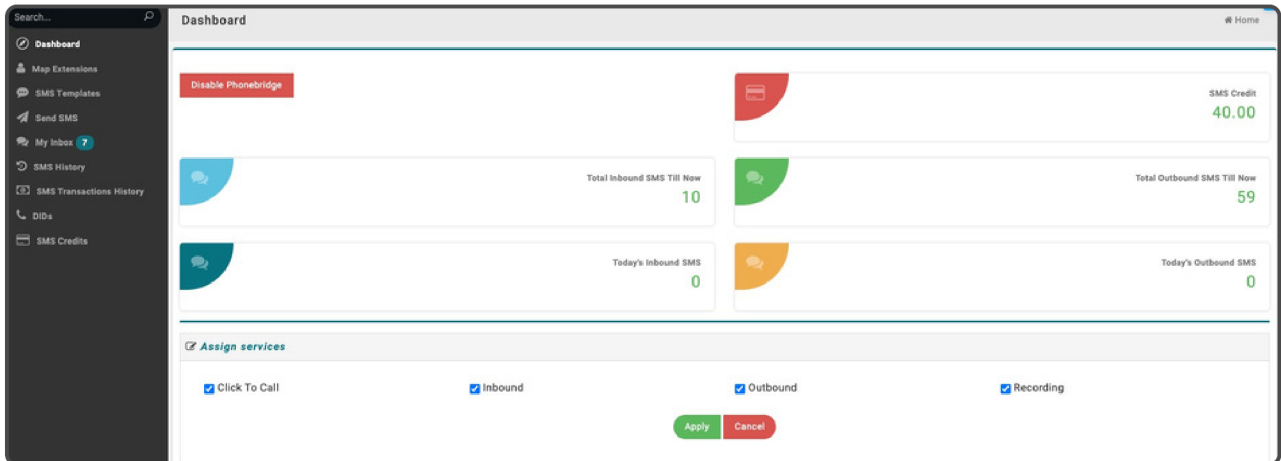 Search...
Dashboard
Map Extensions
SMS Templates
Send SMS
My Inbox 7
SMS History
SMS Transactions History
DIDs
SMS Credits
Dashboard
Home
Disable Phonebridge
SMS Credit
40.00
Total Inbound SMS Till Now
10
Total Outbound SMS Till Now
59
Today's Inbound SMS
0
Today's Outbound SMS
0
Assign services
Click To Call Inbound Outbound Recording
Apply Cancel